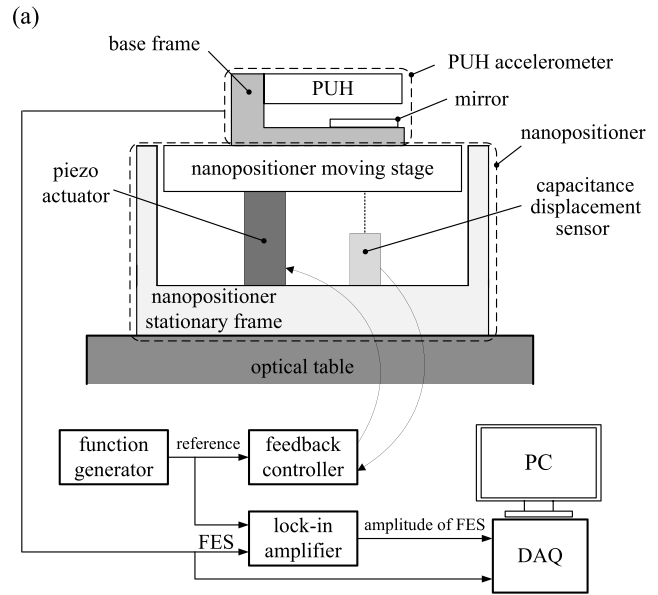 (a)
base frame
PUH accelerometer
PUH
mirror
nanopositioner
piezo
actuator
nanopositioner moving stage
capacitance
displacement
sensor
nanopositioner
stationary frame
optical table
function
generator
reference
feedback
controller
PC
lock-in
amplifier
amplitude of FES
FES
DAQ